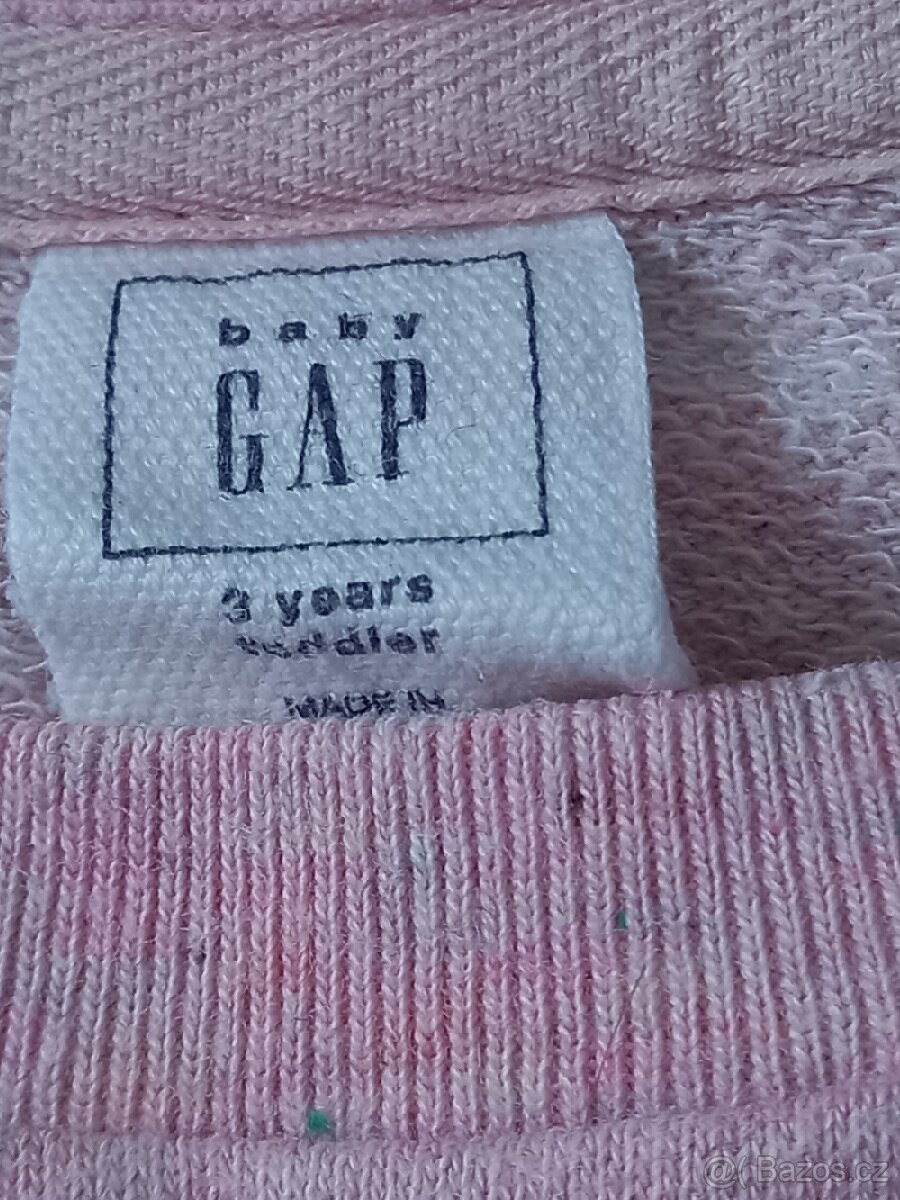 baby
GAP
3 years
toddler
MADE IN
@( Bazos.cz